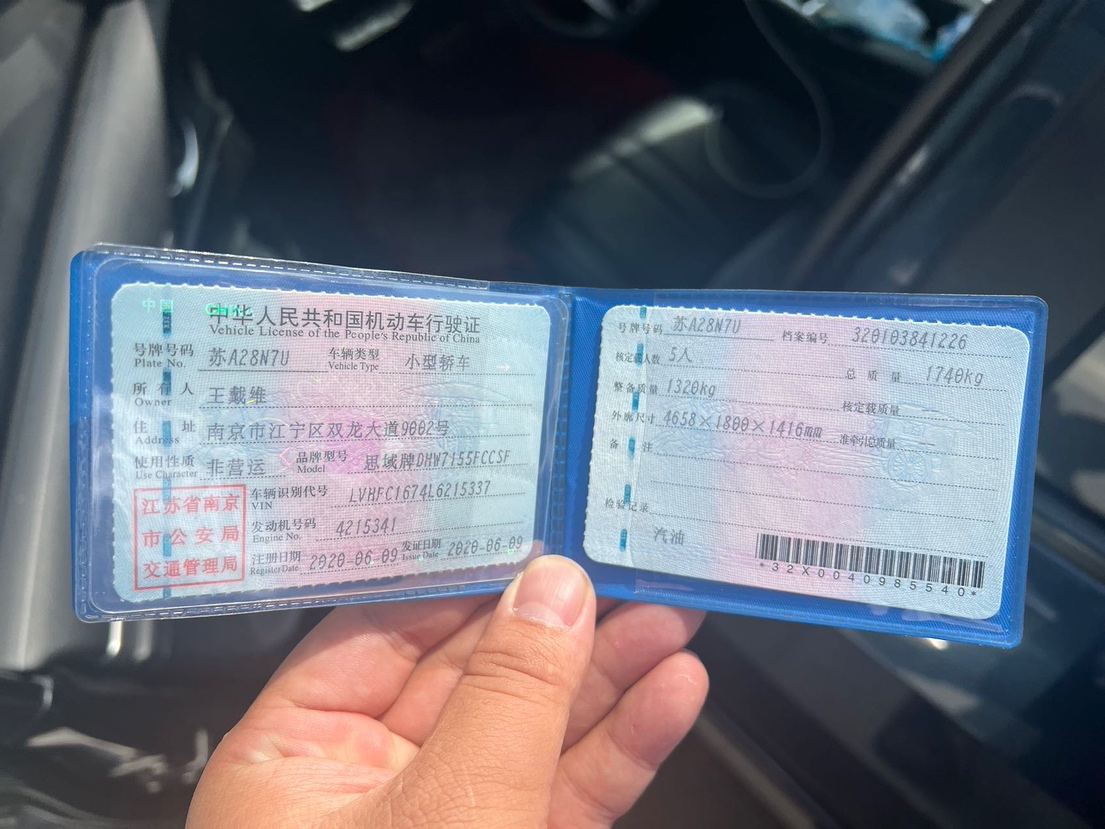 中国 CHINA
中华人民共和国机动车行驶证
Vehicle License of the People's Republic of China
号牌号码 苏A28N7U 车辆类型 小型轿车
Plate No. Vehicle Type
所有人 王戴维
Owner
住址 南京市江宁区双龙大道9002号
Address
使用性质 非营运 品牌型号 思域牌DHW7155FCCSF
Use Character Model
江苏省南京
市公安局
交通管理局
车辆识别代号 LVHFC1674L6215337
VIN
发动机号码 4215341
Engine No.
注册日期 2020-06-09 发证日期 2020-06-09
Register Date Issue Date
号牌号码 苏A28N7U 档案编号 320103841226
核定载人数 5人 总质量 1740kg
整备质量 1320kg 核定载质量 —
外廓尺寸 4658×1800×1416mm 准牵引总质量 —
备注
检验记录
汽油
*32X0040985540*